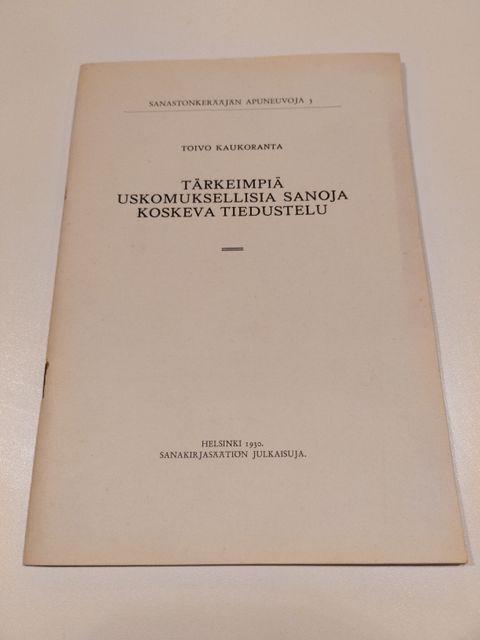 SANASTONKERÄÄJÄN APUNEUVOJA 3
TOIVO KAUKORANTA
TÄRKEIMPIÄ
USKOMUKSELLISIA SANOJA
KOSKEVA TIEDUSTELU
HELSINKI 1930.
SANAKIRJASÄÄTIÖN JULKAISUJA.